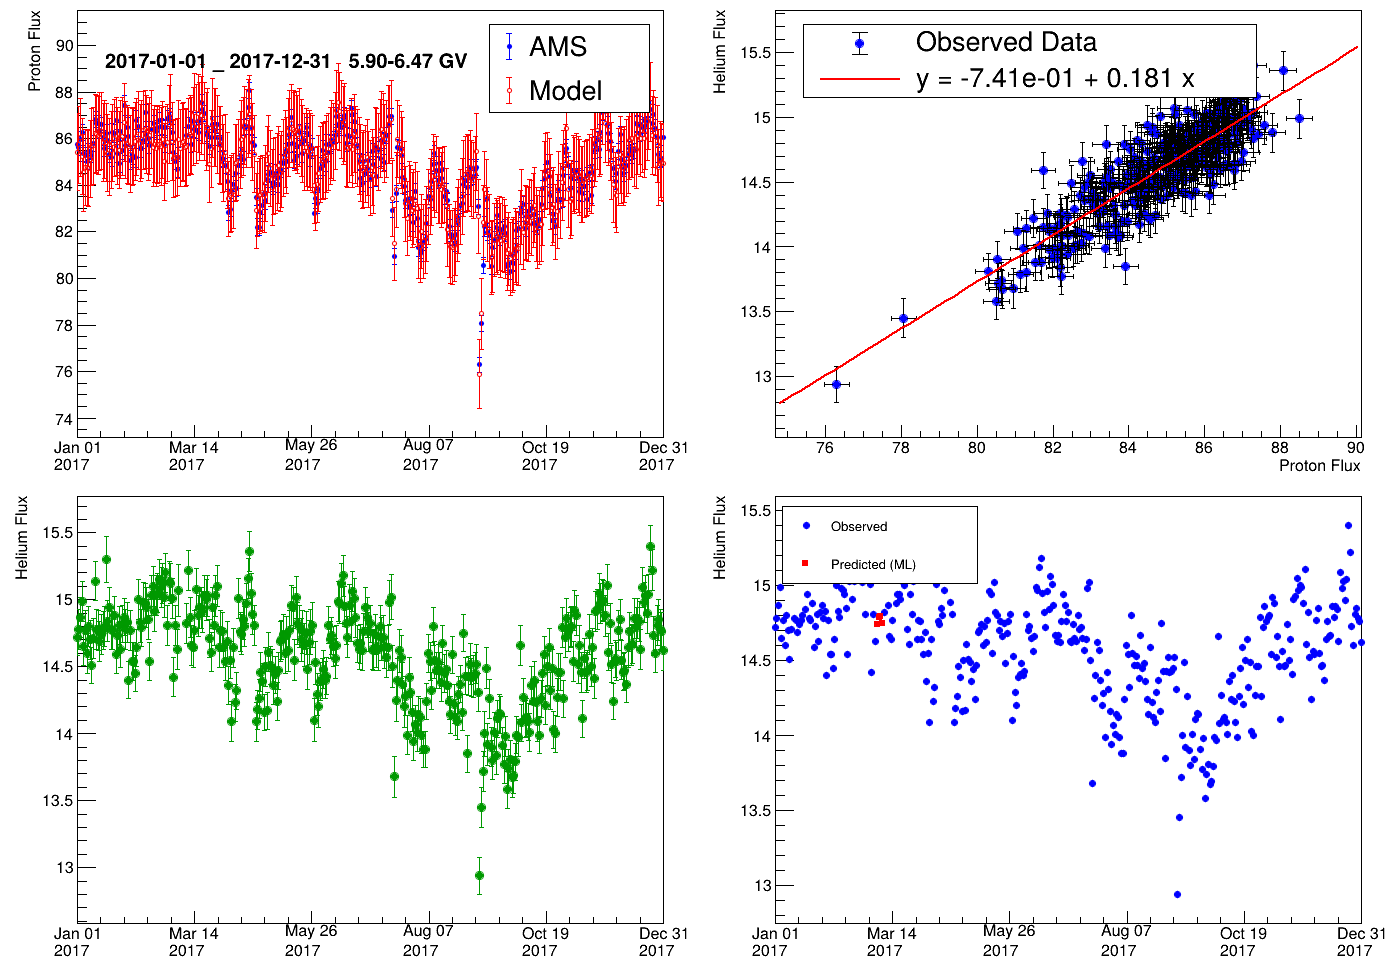 Proton Flux
90
88
86
84
82
80
78
76
74
2017-01-01 _ 2017-12-31 5.90-6.47 GV
AMS
Model
Jan 01 2017
Mar 14 2017
May 26 2017
Aug 07 2017
Oct 19 2017
Dec 31 2017
Helium Flux
15.5
15
14.5
14
13.5
13
Observed Data
y = -7.41e-01 + 0.181 x
76
78
80
82
84
86
88
90
Proton Flux
Helium Flux
15.5
15
14.5
14
13.5
13
Jan 01 2017
Mar 14 2017
May 26 2017
Aug 07 2017
Oct 19 2017
Dec 31 2017
Helium Flux
15.5
15
14.5
14
13.5
13
Observed
Predicted (ML)
Jan 01 2017
Mar 14 2017
May 26 2017
Aug 07 2017
Oct 19 2017
Dec 31 2017